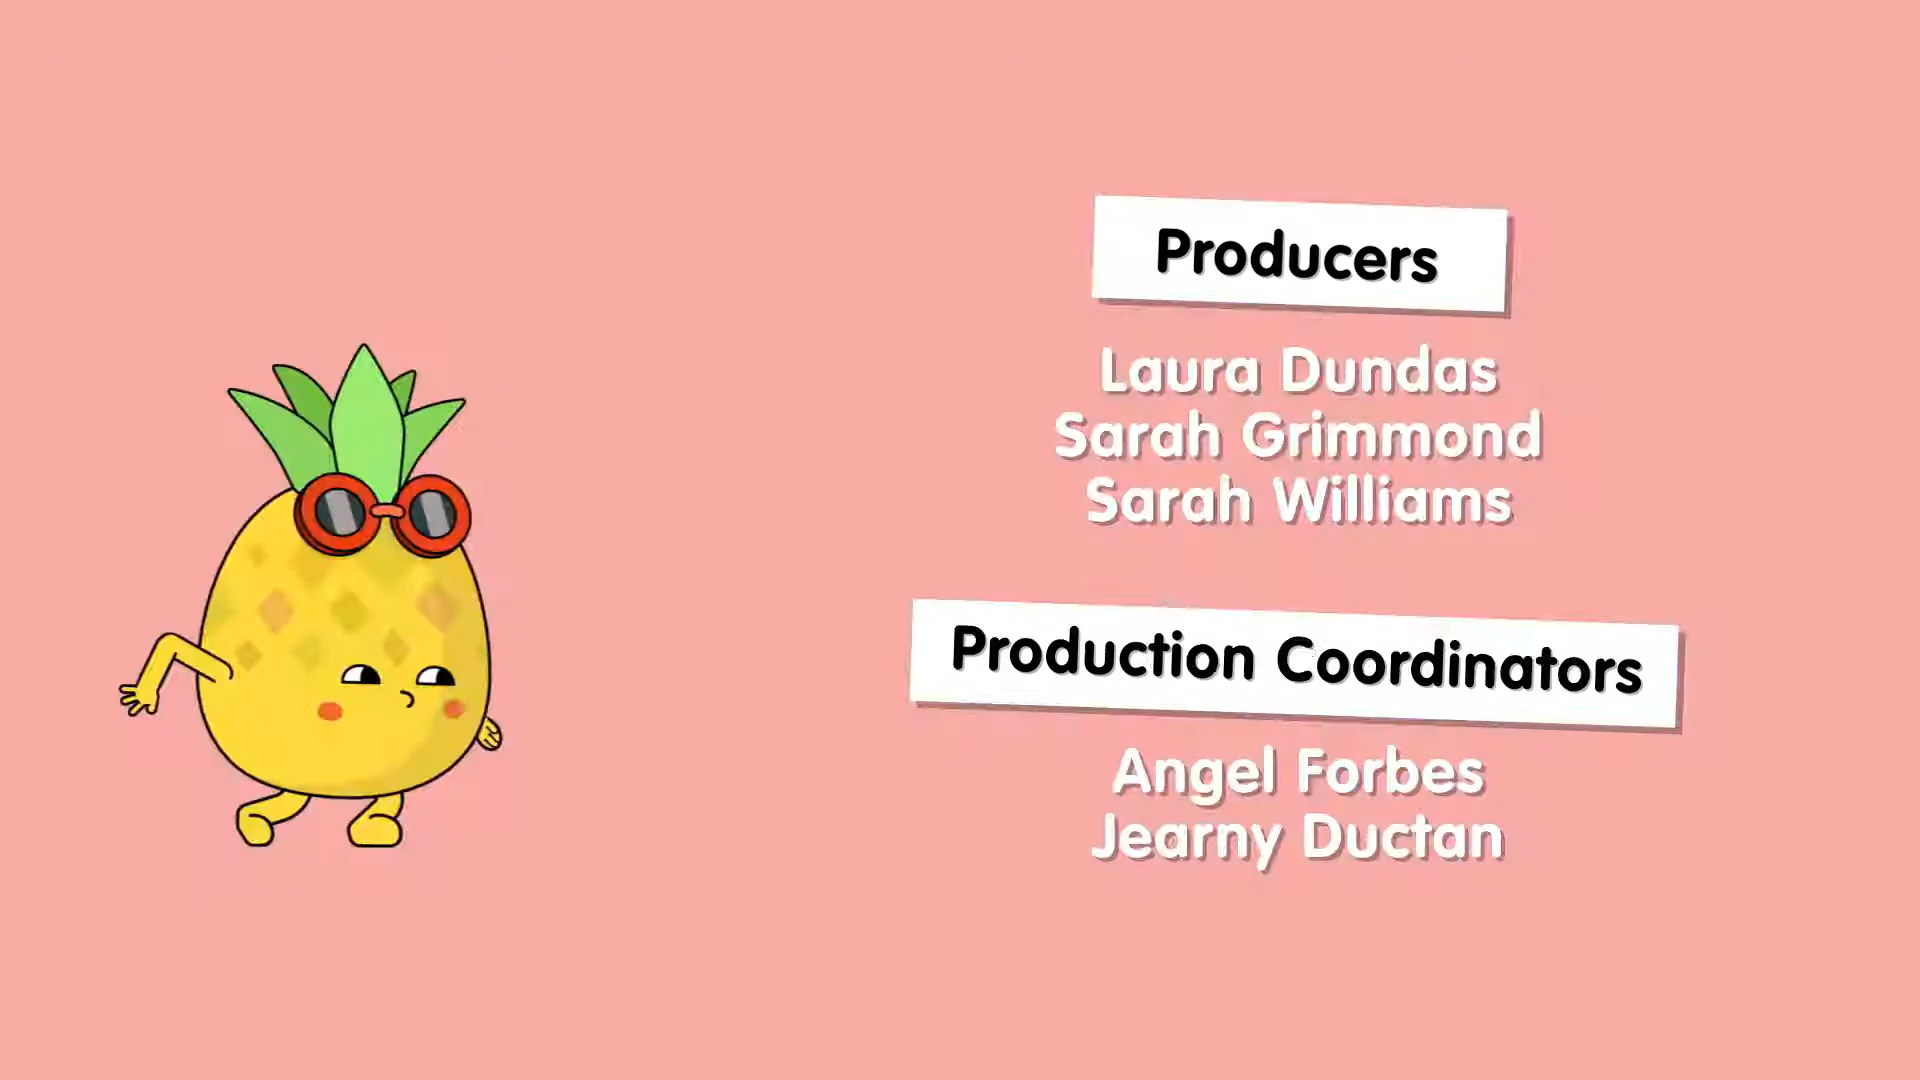 Producers
Laura Dundas
Sarah Grimmond
Sarah Williams
Production Coordinators
Angel Forbes
Jearny Ductan